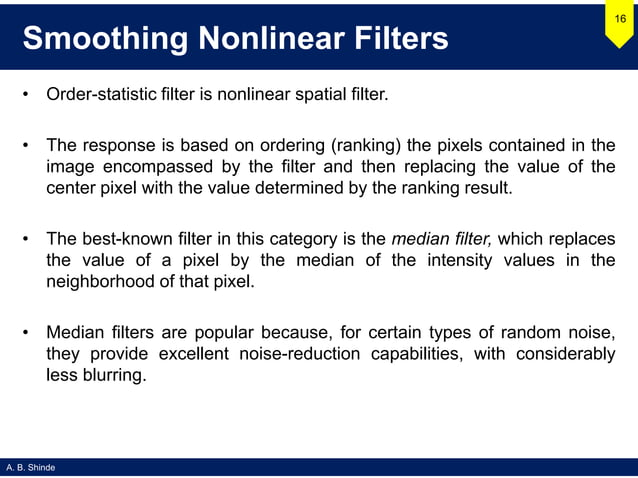 16
Smoothing Nonlinear Filters
• Order-statistic filter is nonlinear spatial filter.
• The response is based on ordering (ranking) the pixels contained in the
image encompassed by the filter and then replacing the value of the
center pixel with the value determined by the ranking result.
• The best-known filter in this category is the median filter, which replaces
the value of a pixel by the median of the intensity values in the
neighborhood of that pixel.
• Median filters are popular because, for certain types of random noise,
they provide excellent noise-reduction capabilities, with considerably
less blurring.
A. B. Shinde